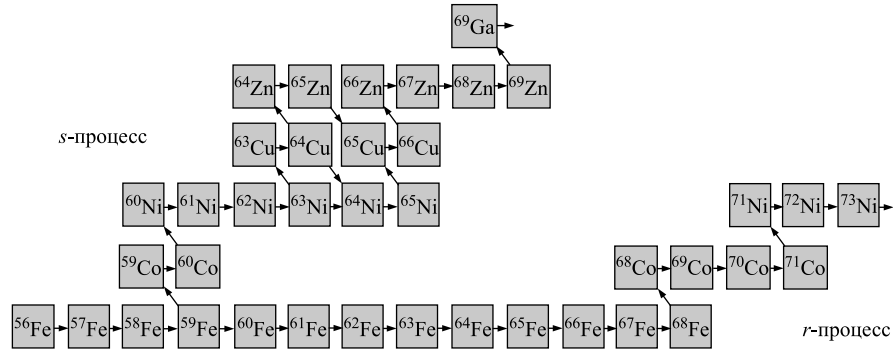 ⁶⁹Ga
⁶⁴Zn ⁶⁵Zn ⁶⁶Zn ⁶⁷Zn ⁶⁸Zn ⁶⁹Zn
s-процесс
⁶³Cu ⁶⁴Cu ⁶⁵Cu ⁶⁶Cu
⁶⁰Ni ⁶¹Ni ⁶²Ni ⁶³Ni ⁶⁴Ni ⁶⁵Ni ⁷¹Ni ⁷²Ni ⁷³Ni
⁵⁹Co ⁶⁰Co ⁶⁸Co ⁶⁹Co ⁷⁰Co ⁷¹Co
⁵⁶Fe ⁵⁷Fe ⁵⁸Fe ⁵⁹Fe ⁶⁰Fe ⁶¹Fe ⁶²Fe ⁶³Fe ⁶⁴Fe ⁶⁵Fe ⁶⁶Fe ⁶⁷Fe ⁶⁸Fe
r-процесс